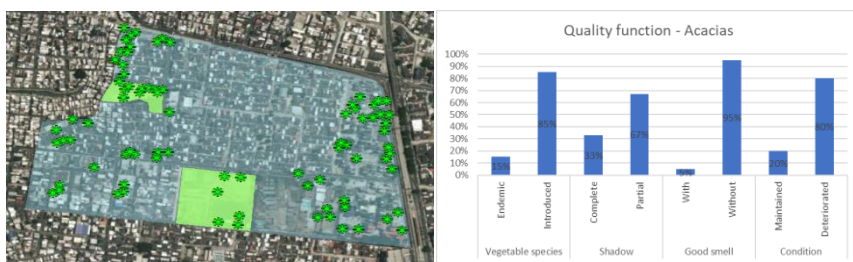 Quality function - Acacias
100%
90%
80%
70%
60%
50%
40%
30%
20%
10%
0%
15%
85%
33%
67%
5%
95%
20%
80%
Endemic
Introduced
Complete
Partial
With
Without
Maintained
Deteriorated
Vegetable species
Shadow
Good smell
Condition